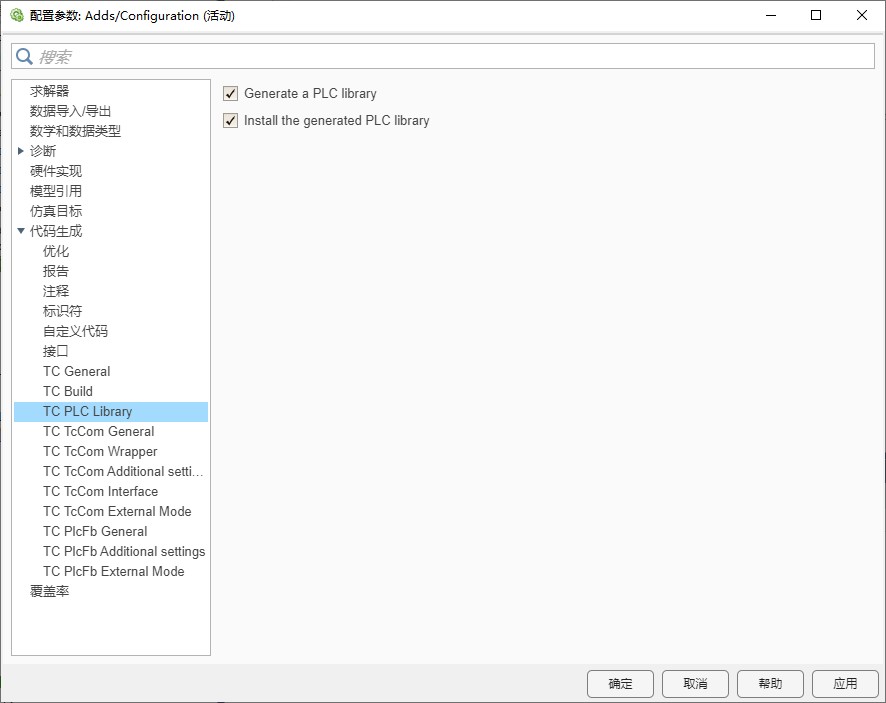 配置参数: Adds/Configuration (活动)
搜索
求解器
数据导入/导出
数学和数据类型
诊断
硬件实现
模型引用
仿真目标
代码生成
优化
报告
注释
标识符
自定义代码
接口
TC General
TC Build
TC PLC Library
TC TcCom General
TC TcCom Wrapper
TC TcCom Additional setti...
TC TcCom Interface
TC TcCom External Mode
TC PlcFb General
TC PlcFb Additional settings
TC PlcFb External Mode
覆盖率
Generate a PLC library
Install the generated PLC library
确定
取消
帮助
应用